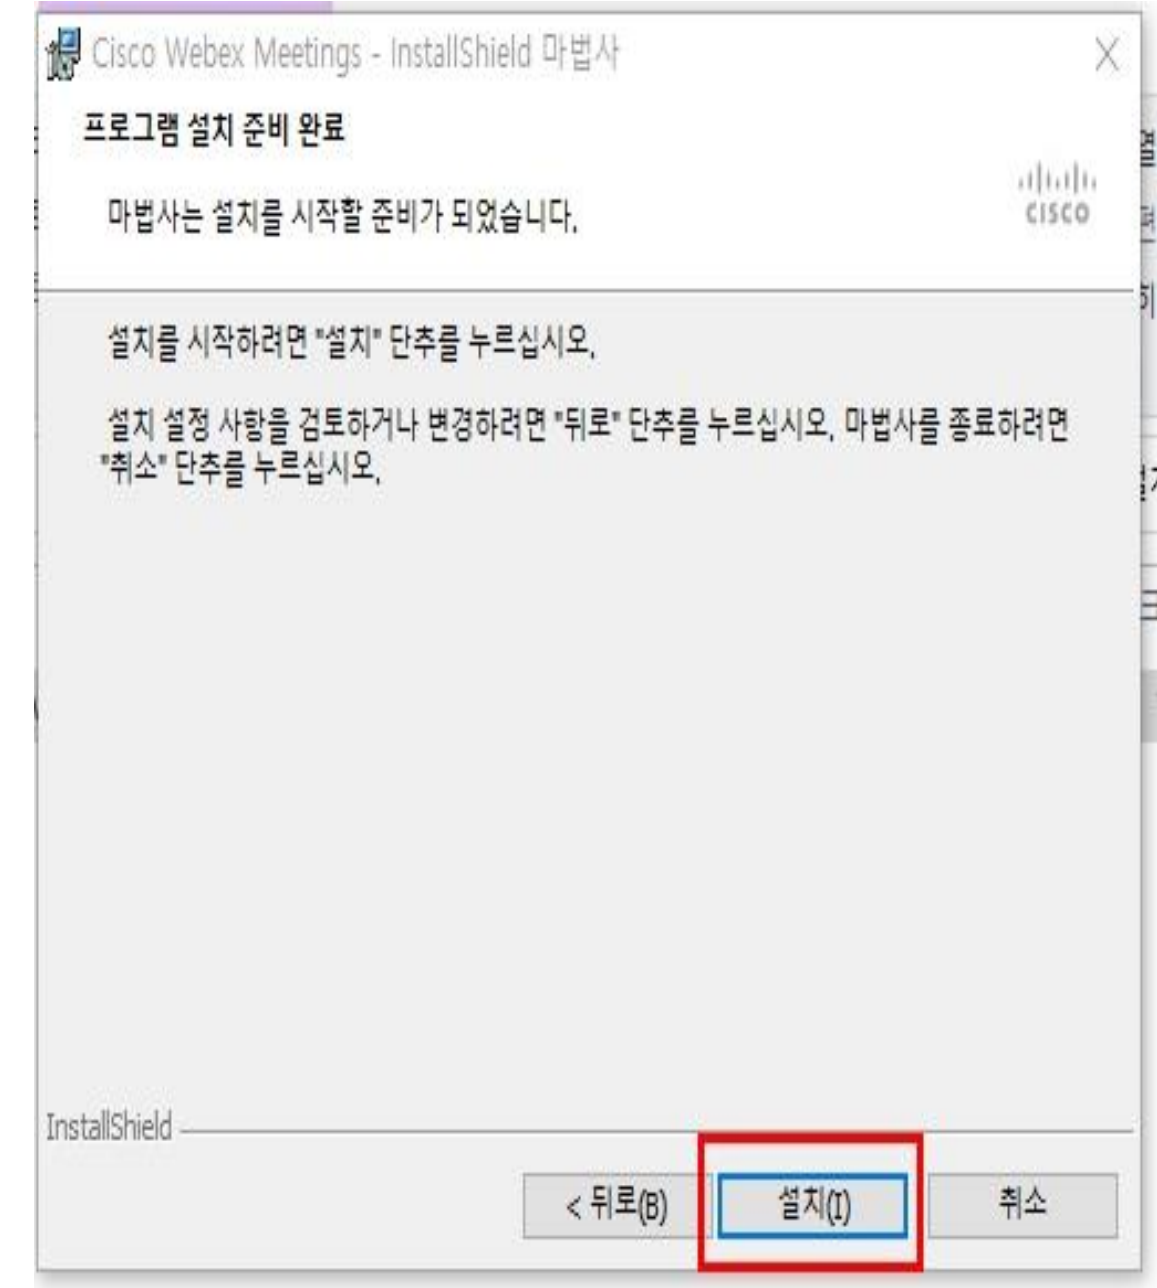 Cisco Webex Meetings - InstallShield 마법사
프로그램 설치 준비 완료
마법사는 설치를 시작할 준비가 되었습니다.
CISCO
설치를 시작하려면 "설치" 단추를 누르십시오.
설치 설정 사항을 검토하거나 변경하려면 "뒤로" 단추를 누르십시오. 마법사를 종료하려면
"취소" 단추를 누르십시오.
InstallShield
< 뒤로(B)
설치(I)
취소